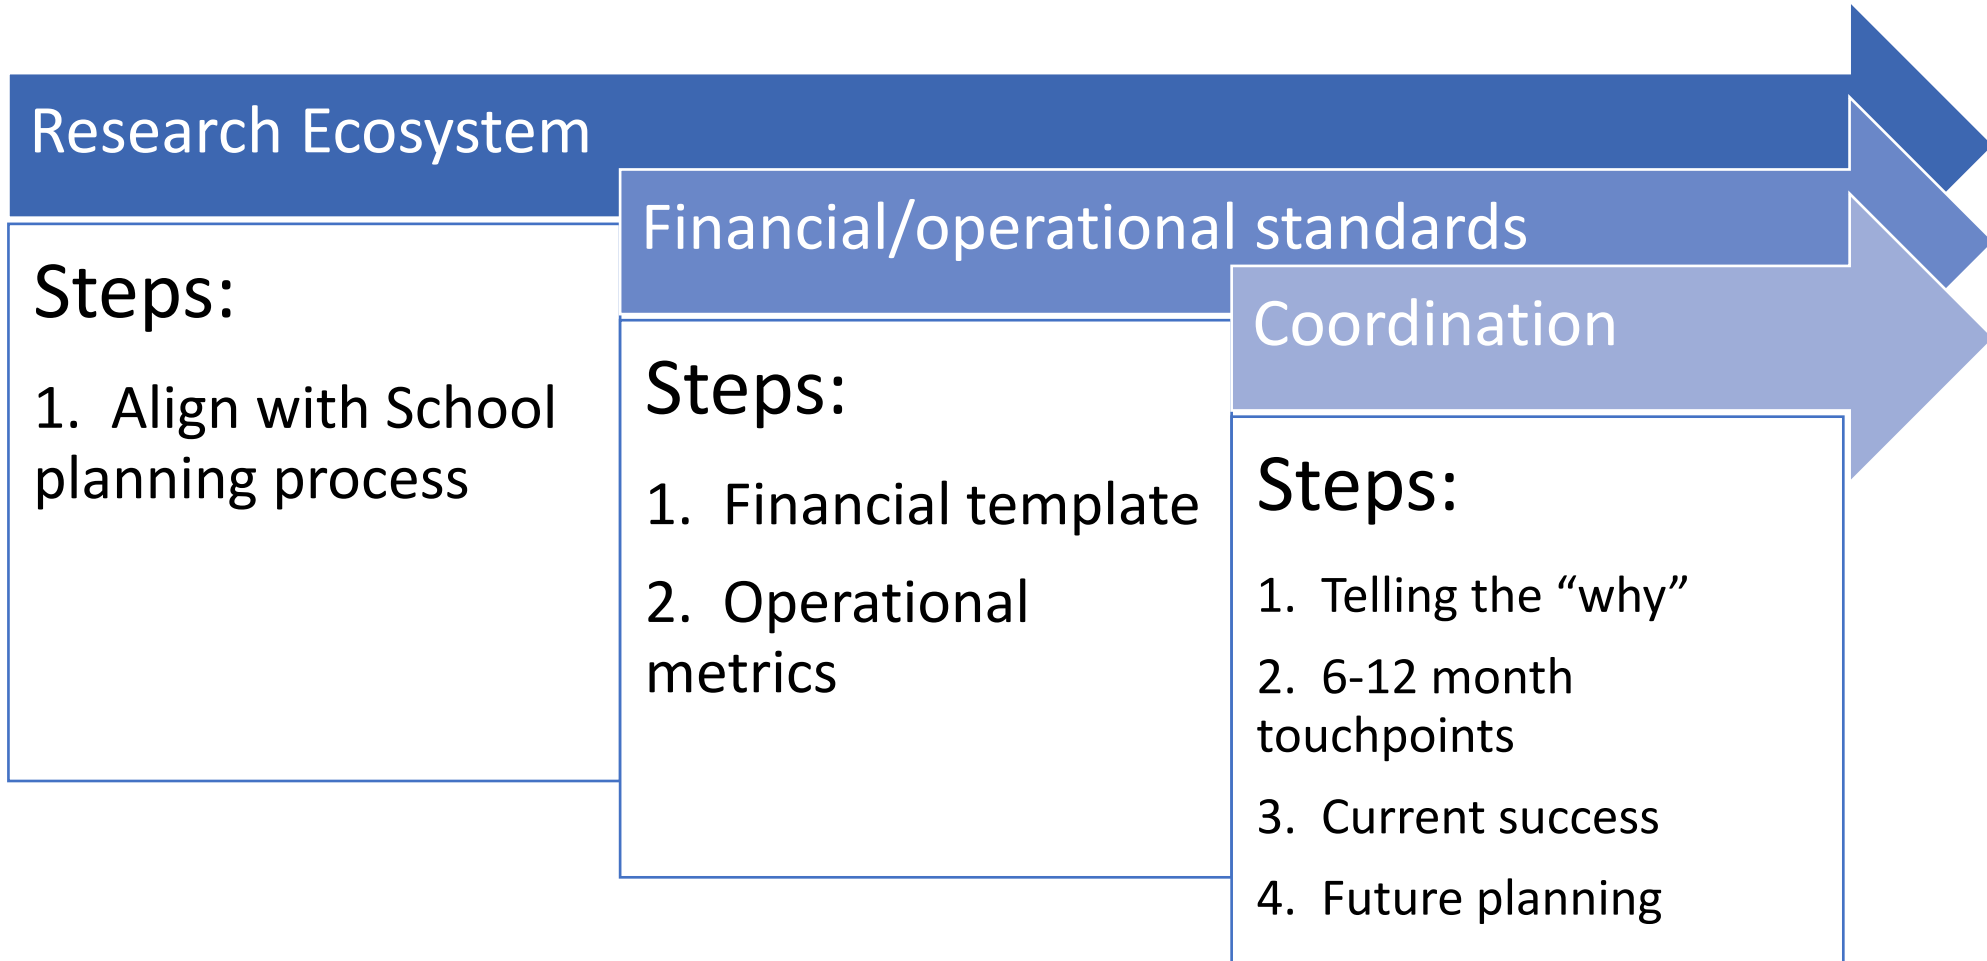 Research Ecosystem
Steps:
1. Align with School
planning process
Financial/operational standards
Steps:
1. Financial template
2. Operational
metrics
Coordination
Steps:
1. Telling the “why”
2. 6-12 month
touchpoints
3. Current success
4. Future planning